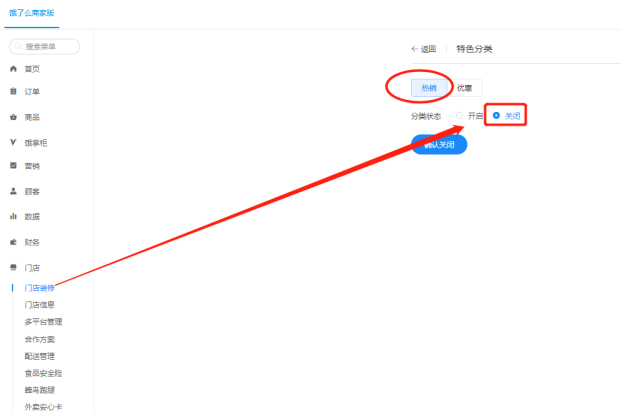 饿了么商家版
搜索菜单
← 返回 特色分类
首页
热销 优惠
订单
分类状态 开启 关闭
商品
确认关闭
饿掌柜
营销
顾客
数据
财务
门店
门店装修
门店信息
多平台管理
合作方案
配送管理
食品安全险
蜂鸟跑腿
外卖安心卡